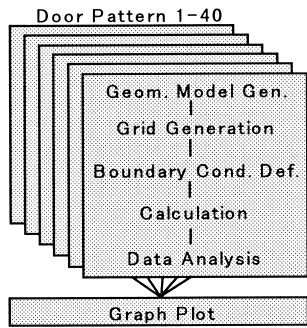 Door Pattern 1-40
Geom. Model Gen.
Grid Generation
Boundary Cond. Def.
Calculation
Data Analysis
Graph Plot